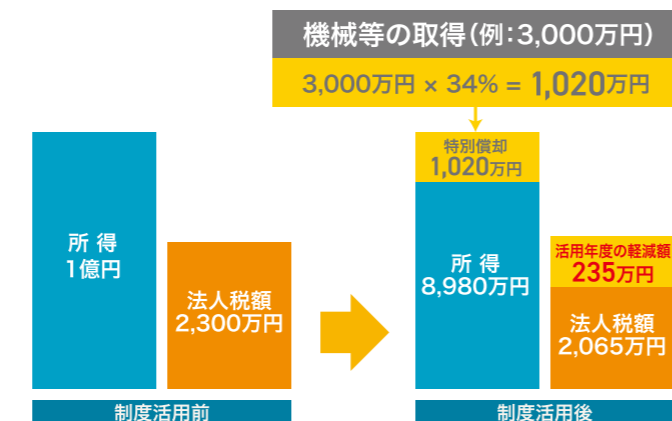 機械等の取得(例:3,000万円)
3,000万円 × 34% = 1,020万円
所 得
1億円
法人税額
2,300万円
制度活用前
特別償却
1,020万円
所 得
8,980万円
活用年度の軽減額
235万円
法人税額
2,065万円
制度活用後